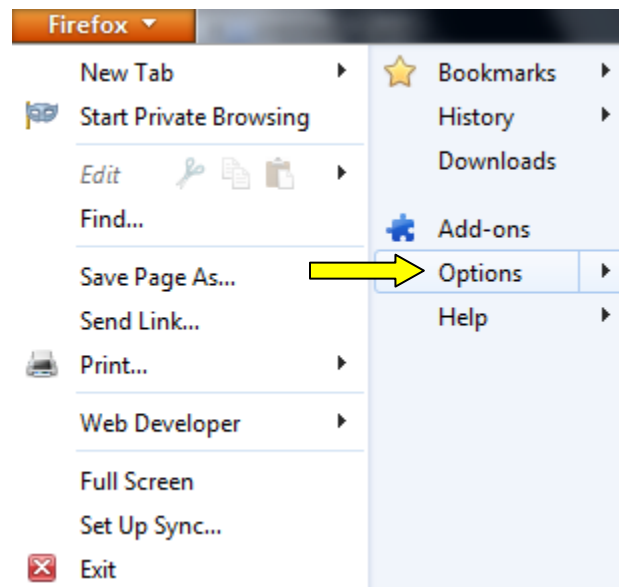 Firefox
New Tab
Start Private Browsing
Edit
Find...
Save Page As...
Send Link...
Print...
Web Developer
Full Screen
Set Up Sync...
Exit
Bookmarks
History
Downloads
Add-ons
Options
Help